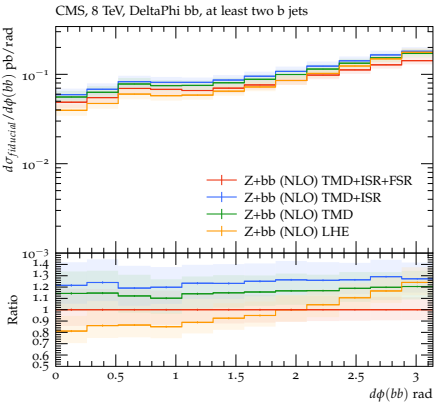 CMS, 8 TeV, DeltaPhi bb, at least two b jets
dσfiducial/dϕ(bb) pb/rad
10⁻¹
10⁻²
10⁻³
Z+bb (NLO) TMD+ISR+FSR
Z+bb (NLO) TMD+ISR
Z+bb (NLO) TMD
Z+bb (NLO) LHE
Ratio
1.4
1.3
1.2
1.1
1
0.9
0.8
0.7
0.6
0.5
0 0.5 1 1.5 2 2.5 3
dϕ(bb) rad